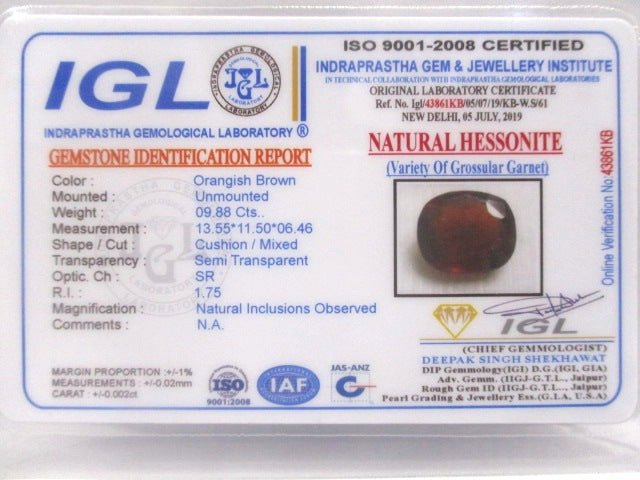 IGL
INDRAPRASTHA GEMOLOGICAL LABORATORY ®
GEMSTONE IDENTIFICATION REPORT
Color : Orangish Brown
Mounted : Unmounted
Weight : 09.88 Cts..
Measurement : 13.55*11.50*06.46
Shape / Cut : Cushion / Mixed
Transparency : Semi Transparent
Optic. Ch : SR
R.I. : 1.75
Magnification : Natural Inclusions Observed
Comments : N.A.
MARGIN PROPORTION :+/-1%
MEASUREMENTS : +/-0.02mm
CARAT : +/-0.002ct
ISO
9001:2008
IAF
JAS-ANZ
ISO 9001-2008 CERTIFIED
INDRAPRASTHA GEM & JEWELLERY INSTITUTE
IN TECHNICAL COLLABORATION WITH INDRAPRASTHA GEMOLOGICAL LABORATORIES
ORIGINAL LABORATORY CERTIFICATE
Ref. No. Igl/43861KB/05/07/19/KB-W.S/61
NEW DELHI, 05 JULY, 2019
NATURAL HESSONITE
(Variety Of Grossular Garnet)
Online Verification No 43861KB
IGL
(CHIEF GEMMOLOGIST)
DEEPAK SINGH SHEKHAWAT
DIP Gemmology(IGI) D.G.(IGI, GIA)
Adv. Gemm. (IIGJ-G.T.L., Jaipur)
Rough Gem ID (IIGJ-G.T.L., Jaipur)
Pearl Grading & Jewellery Ess.(G.I.A, U.S.A)